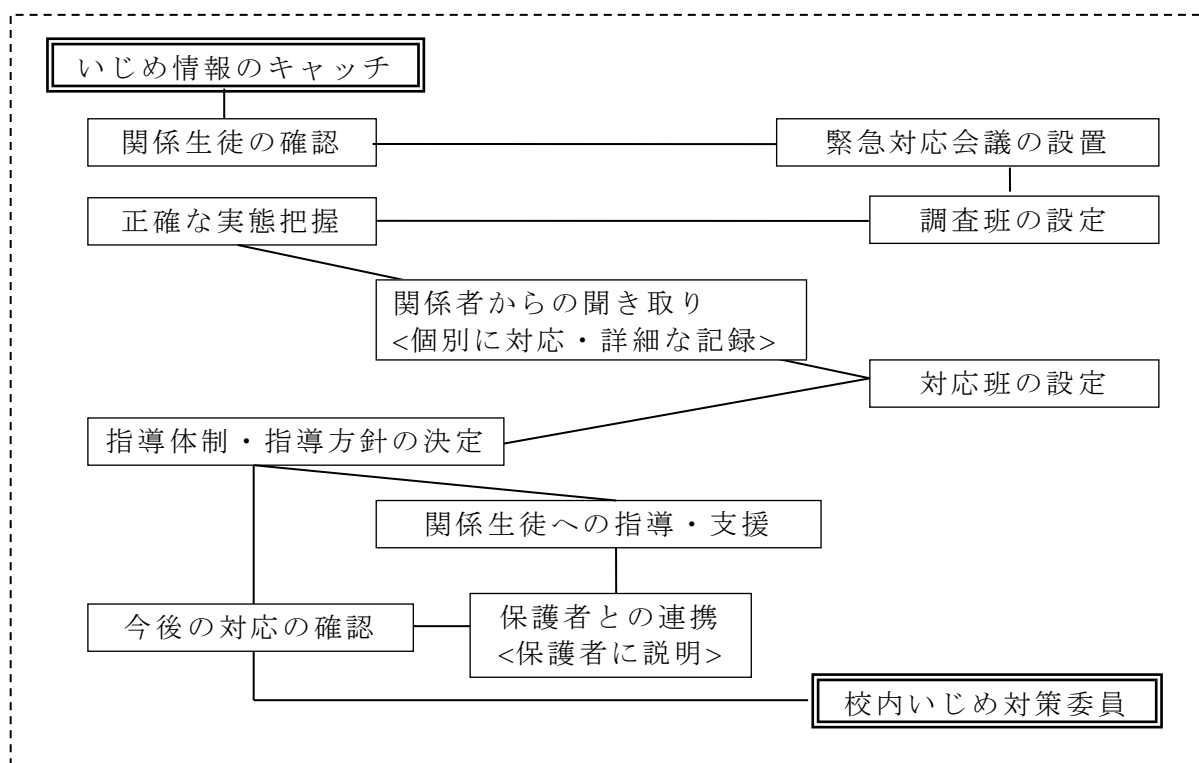 いじめ情報のキャッチ
関係生徒の確認
緊急対応会議の設置
正確な実態把握
調査班の設定
関係者からの聞き取り
<個別に対応・詳細な記録>
対応班の設定
指導体制・指導方針の決定
関係生徒への指導・支援
今後の対応の確認
保護者との連携
<保護者に説明>
校内いじめ対策委員